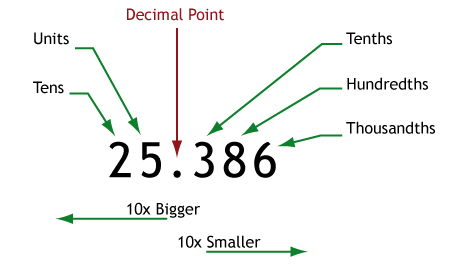 Decimal Point
Units
Tenths
Tens
Hundredths
Thousandths
25.386
10x Bigger
10x Smaller